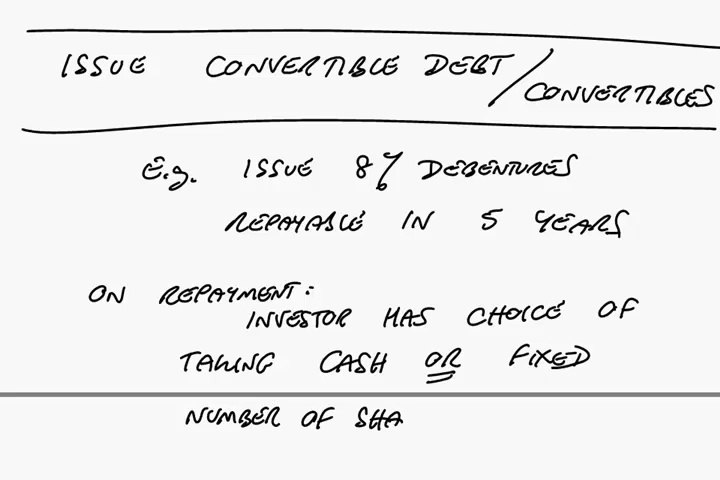 ISSUE CONVERTIBLE DEBT / CONVERTIBLES
E.g. ISSUE 8% DEBENTURES
REPAYABLE IN 5 YEARS
ON REPAYMENT:
INVESTOR HAS CHOICE OF
TAKING CASH OR FIXED
NUMBER OF SHA